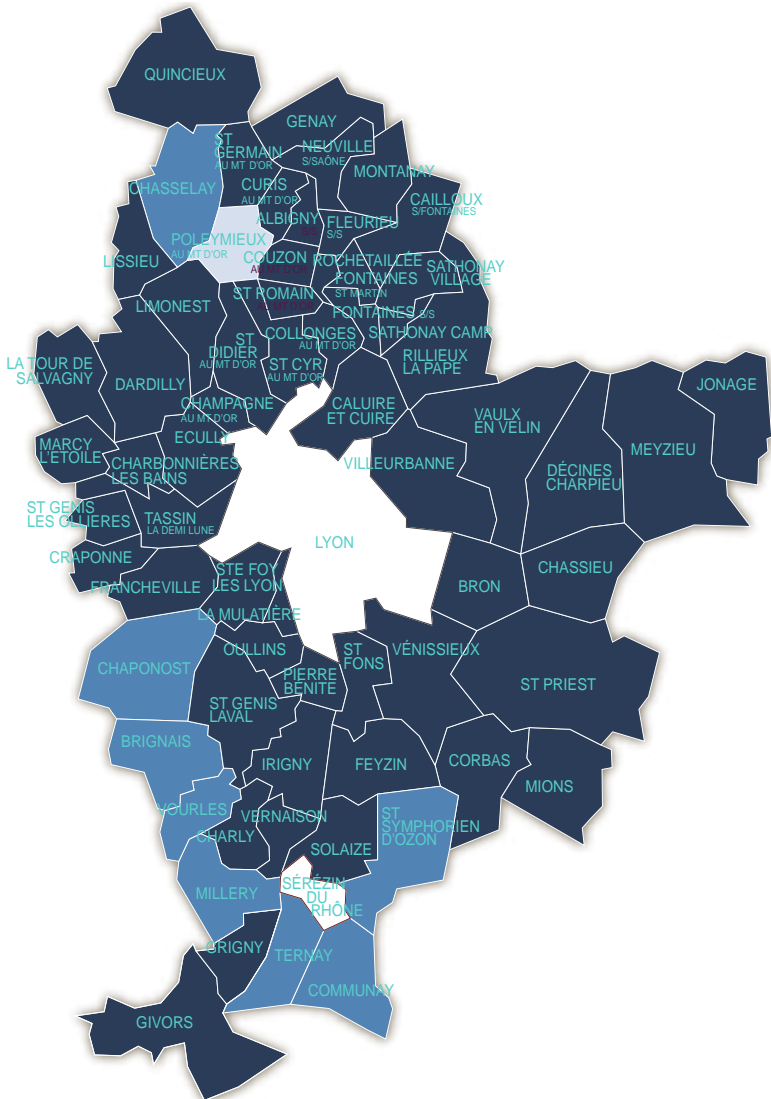 QUINCIEUX
GENAY
ST
GERMAIN
AU MT D'OR
NEUVILLE
S/SAÔNE
MONTANAY
CHASSELAY
CURIS
AU MT D'OR
CAILLOUX
S/FONTAINES
ALBIGNY
S/S
FLEURIEU
S/S
POLEYMIEUX
AU MT D'OR
LISSIEU
COUZON
AU MT D'OR
ROCHETAILLÉE
FONTAINES
ST MARTIN
SATHONAY
VILLAGE
ST ROMAIN
AU MT D'OR
LIMONEST
FONTAINES S/S
COLLONGES
AU MT D'OR
SATHONAY CAMP
ST
DIDIER
AU MT D'OR
RILLIEUX
LA PAPE
LA TOUR DE
SALVAGNY
ST CYR
AU MT D'OR
DARDILLY
JONAGE
CHAMPAGNE
AU MT D'OR
CALUIRE
ET CUIRE
VAULX
EN VELIN
ECULLY
MARCY
L'ETOILE
MEYZIEU
CHARBONNIÈRES
LES BAINS
VILLEURBANNE
DÉCINES
CHARPIEU
ST GENIS
LES OLLIERES
TASSIN
LA DEMI LUNE
LYON
CRAPONNE
CHASSIEU
FRANCHEVILLE
STE FOY
LES LYON
BRON
LA MULATIÈRE
OULLINS
ST
FONS
VÉNISSIEUX
CHAPONOST
PIERRE
BÉNITE
ST PRIEST
ST GENIS
LAVAL
BRIGNAIS
IRIGNY
FEYZIN
CORBAS
MIONS
VOURLES
VERNAISON
CHARLY
ST
SYMPHORIEN
D'OZON
SOLAIZE
MILLERY
SÉRÉZIN
DU
RHÔNE
GRIGNY
TERNAY
COMMUNAY
GIVORS